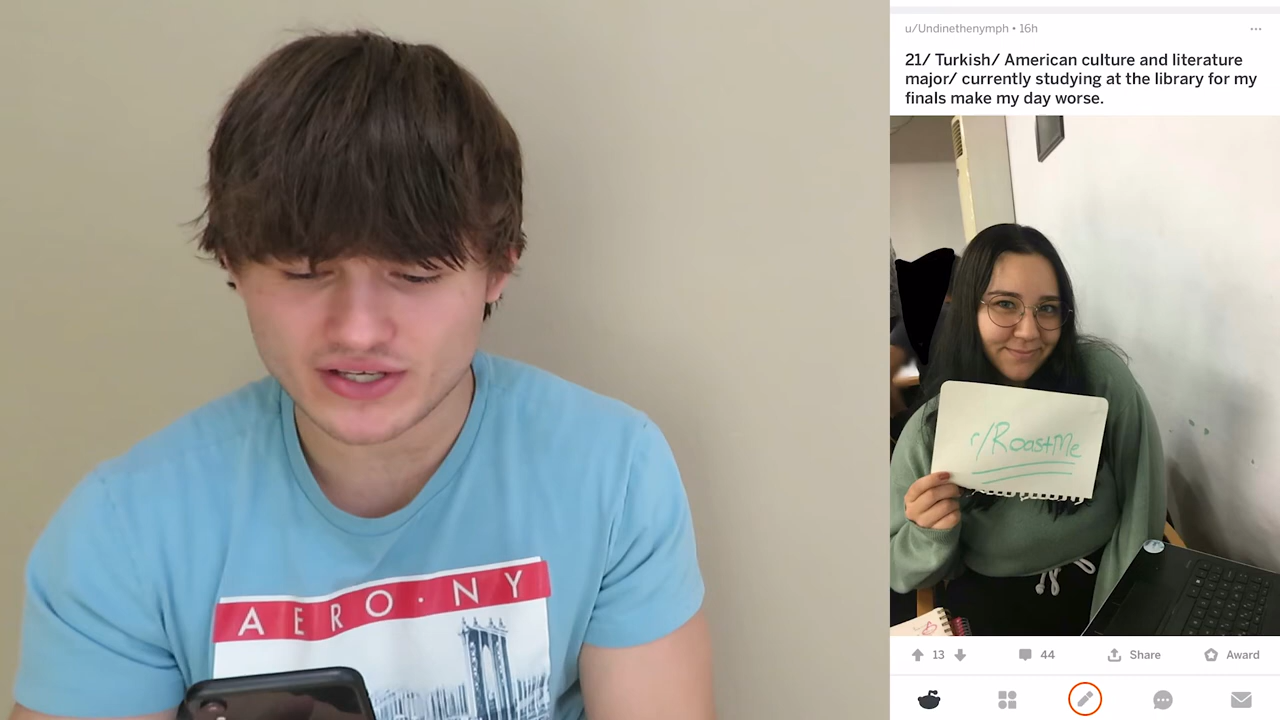 AERO·NY
u/Undinethenymph • 16h
21/ Turkish/ American culture and literature
major/ currently studying at the library for my
finals make my day worse.
r/RoastMe
13
44
Share
Award